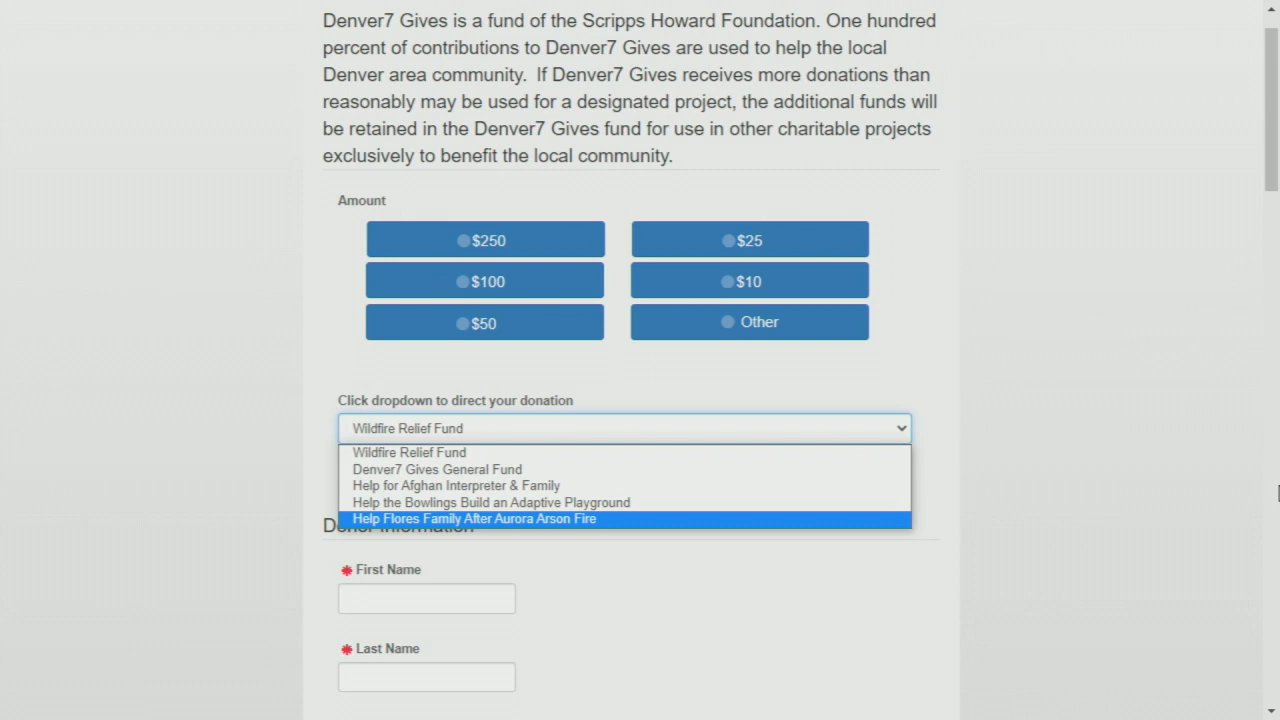 Denver7 Gives is a fund of the Scripps Howard Foundation. One hundred
percent of contributions to Denver7 Gives are used to help the local
Denver area community.  If Denver7 Gives receives more donations than
reasonably may be used for a designated project, the additional funds will
be retained in the Denver7 Gives fund for use in other charitable projects
exclusively to benefit the local community.
Amount
$250
$25
$100
$10
$50
Other
Click dropdown to direct your donation
Wildfire Relief Fund
Wildfire Relief Fund
Denver7 Gives General Fund
Help for Afghan Interpreter & Family
Help the Bowlings Build an Adaptive Playground
Help Flores Family After Aurora Arson Fire
First Name
Last Name